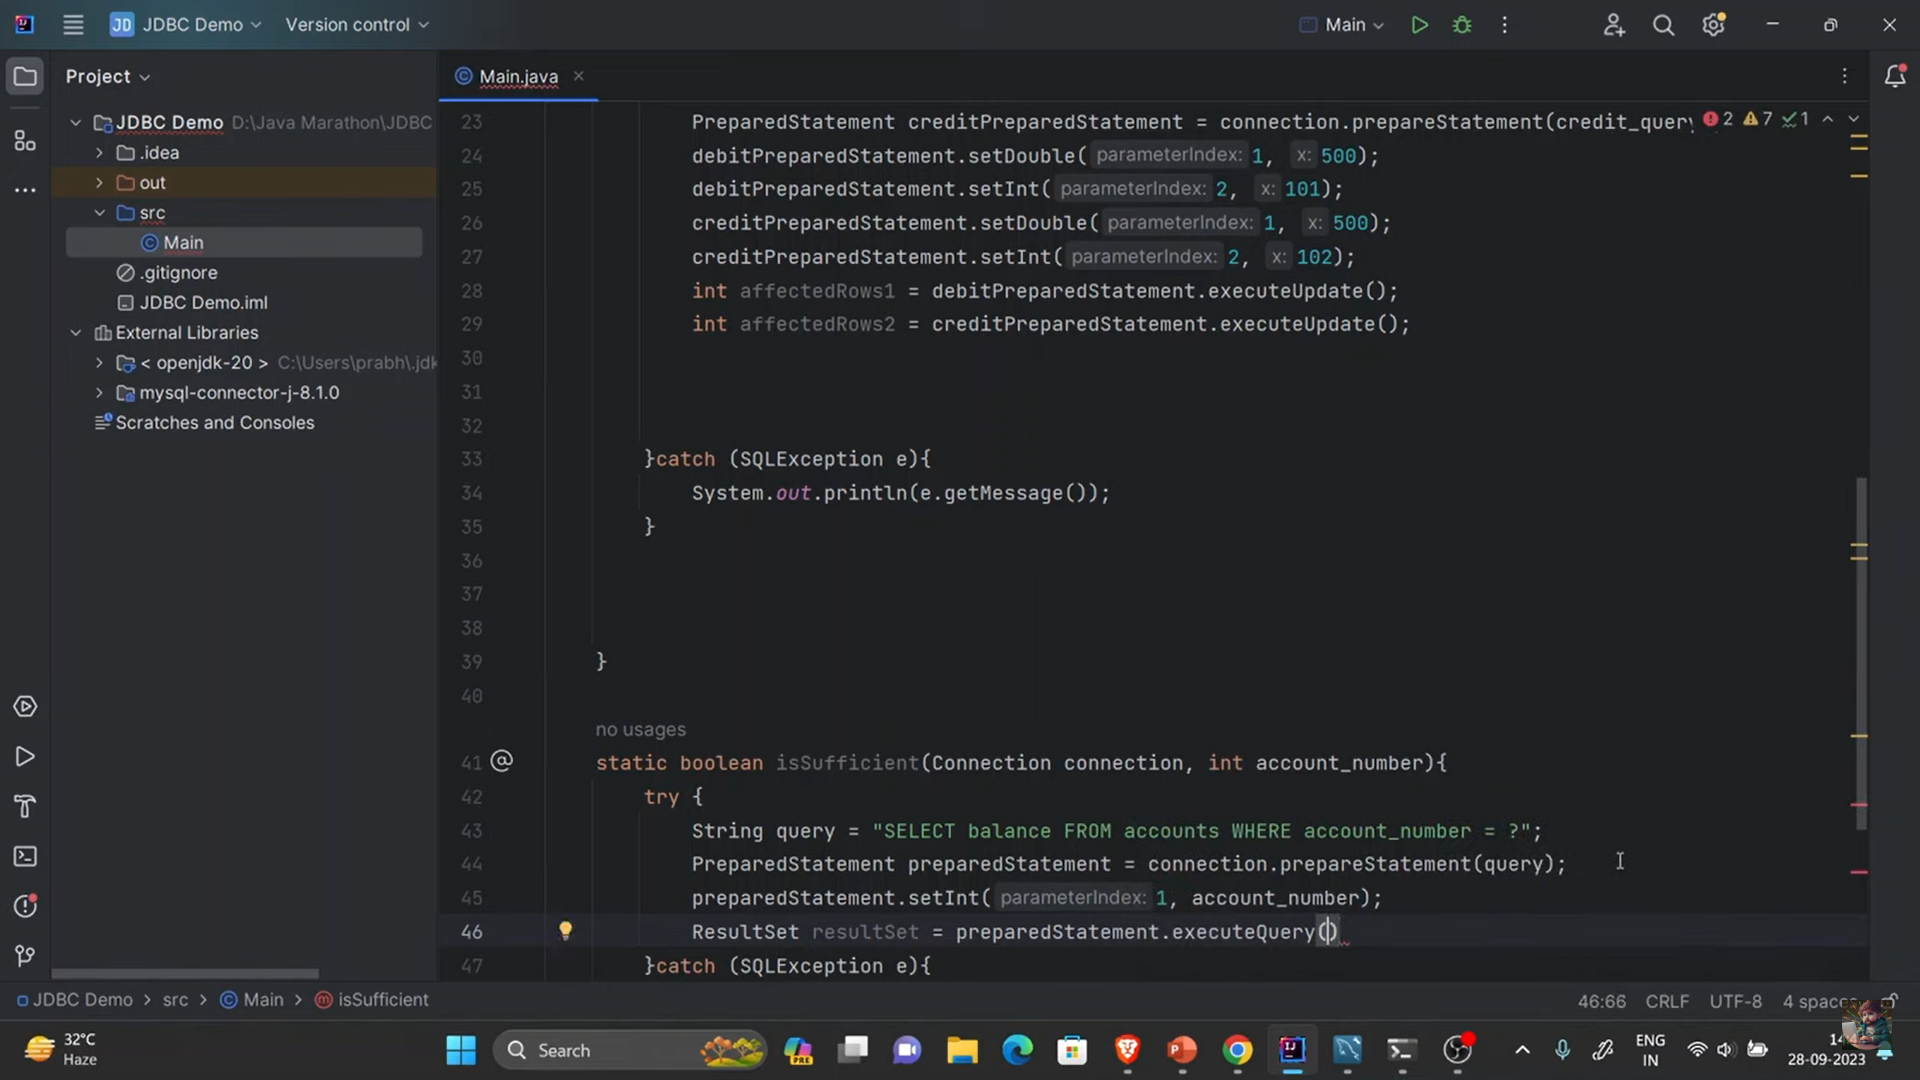 JD JDBC Demo Version control Main
Project
Main.java
JDBC Demo D:\Java Marathon\JDBC
.idea
out
src
Main
.gitignore
JDBC Demo.iml
External Libraries
< openjdk-20 > C:\Users\prabh\.jdk
mysql-connector-j-8.1.0
Scratches and Consoles
2 7 1
23 PreparedStatement creditPreparedStatement = connection.prepareStatement(credit_query
24 debitPreparedStatement.setDouble( parameterIndex: 1, x: 500);
25 debitPreparedStatement.setInt( parameterIndex: 2, x: 101);
26 creditPreparedStatement.setDouble( parameterIndex: 1, x: 500);
27 creditPreparedStatement.setInt( parameterIndex: 2, x: 102);
28 int affectedRows1 = debitPreparedStatement.executeUpdate();
29 int affectedRows2 = creditPreparedStatement.executeUpdate();
30
31
32
33 }catch (SQLException e){
34 System.out.println(e.getMessage());
35 }
36
37
38
39 }
40
no usages
41 @ static boolean isSufficient(Connection connection, int account_number){
42 try {
43 String query = "SELECT balance FROM accounts WHERE account_number = ?";
44 PreparedStatement preparedStatement = connection.prepareStatement(query);
45 preparedStatement.setInt( parameterIndex: 1, account_number);
46 ResultSet resultSet = preparedStatement.executeQuery()
47 }catch (SQLException e){
JDBC Demo > src > Main > isSufficient 46:66 CRLF UTF-8 4 spaces
32°C
Haze
Search
PRE
ENG
IN
28-09-2023